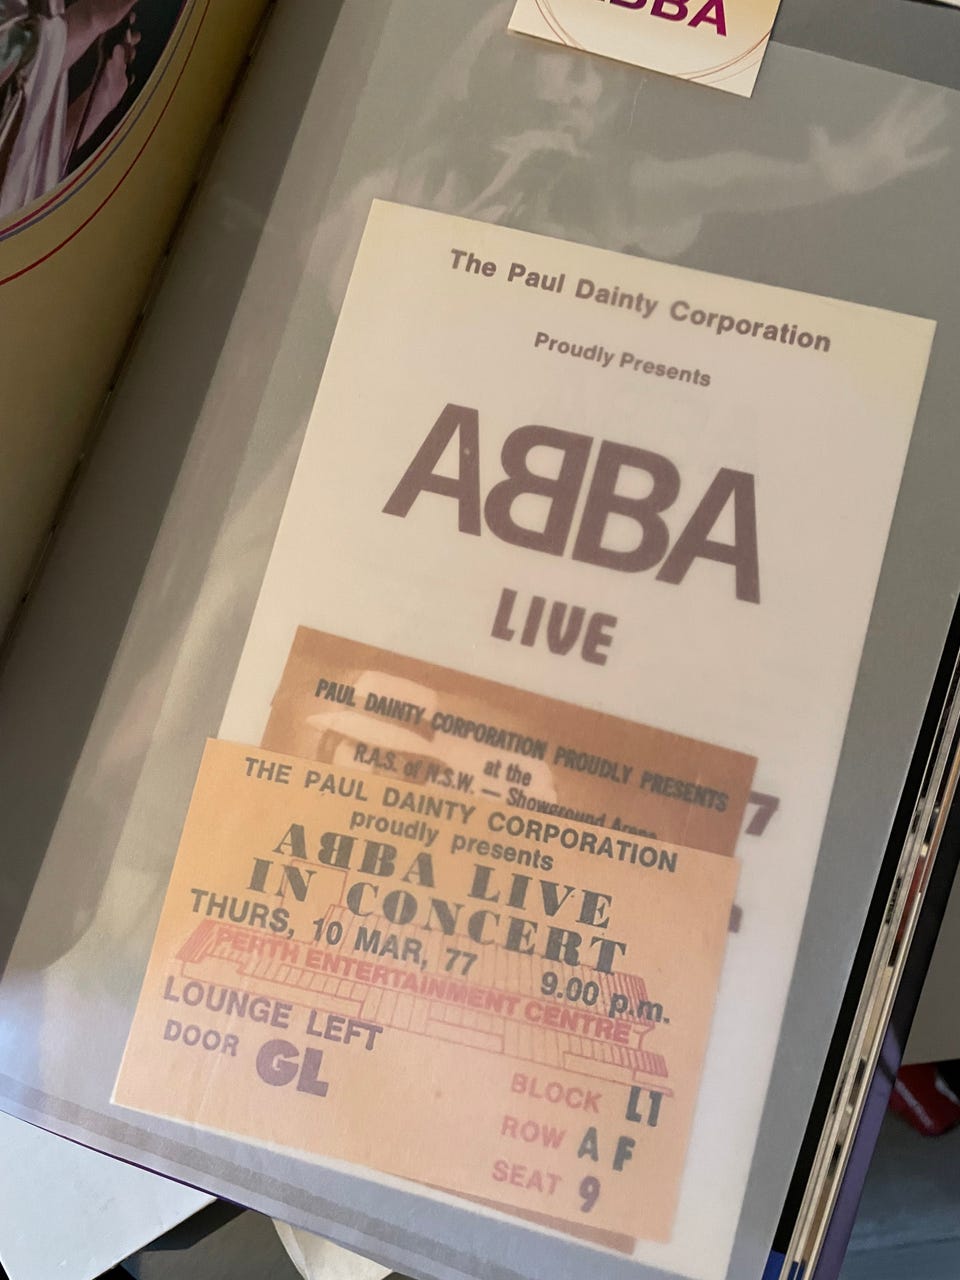 ABBA
The Paul Dainty Corporation
Proudly Presents
ABBA
LIVE
7
PAUL DAINTY CORPORATION PROUDLY PRESENTS
at the
R.A.S. of N.S.W. — Showground Arena
THE PAUL DAINTY CORPORATION
proudly presents
ABBA LIVE
IN CONCERT
THURS, 10 MAR, 77 9.00 p.m.
PERTH ENTERTAINMENT CENTRE
LOUNGE LEFT
DOOR GL
BLOCK L1
ROW A F
SEAT 9